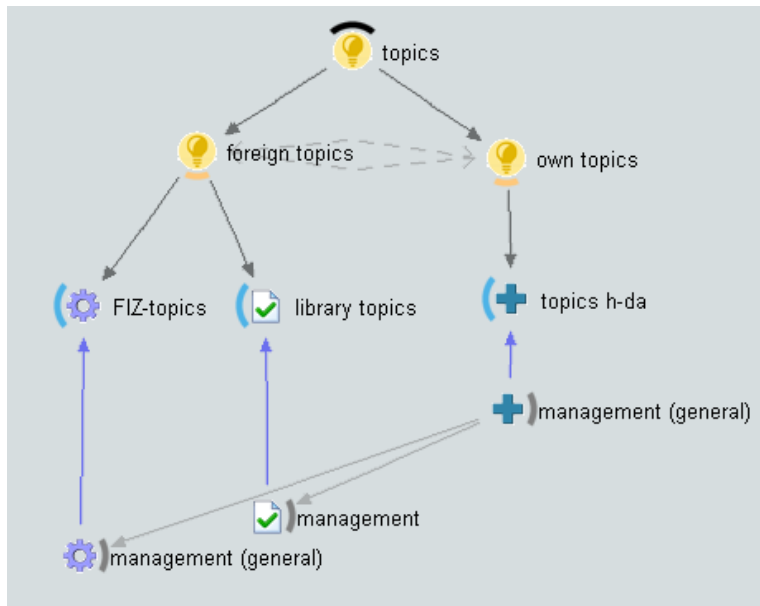 topics
foreign topics
own topics
FIZ-topics
library topics
topics h-da
management (general)
management
management (general)